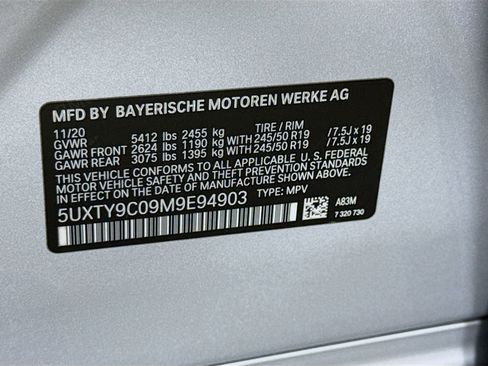 MFD BY BAYERISCHE MOTOREN WERKE AG
11/20 TIRE / RIM
GVWR 5412 lbs 2455 kg
GAWR FRONT 2624 lbs 1190 kg 245/50 R19 / 7.5J x 19
GAWR REAR 3075 lbs 1395 kg 245/50 R19 / 7.5J x 19
THIS VEHICLE CONFORMS TO ALL APPLICABLE U.S. FEDERAL
MOTOR VEHICLE SAFETY AND THEFT PREVENTION STANDARDS
IN EFFECT ON THE DATE OF MANUFACTURE SHOWN ABOVE.
5UXTY9C09M9E94903 TYPE: MPV
A83M
7 320 730